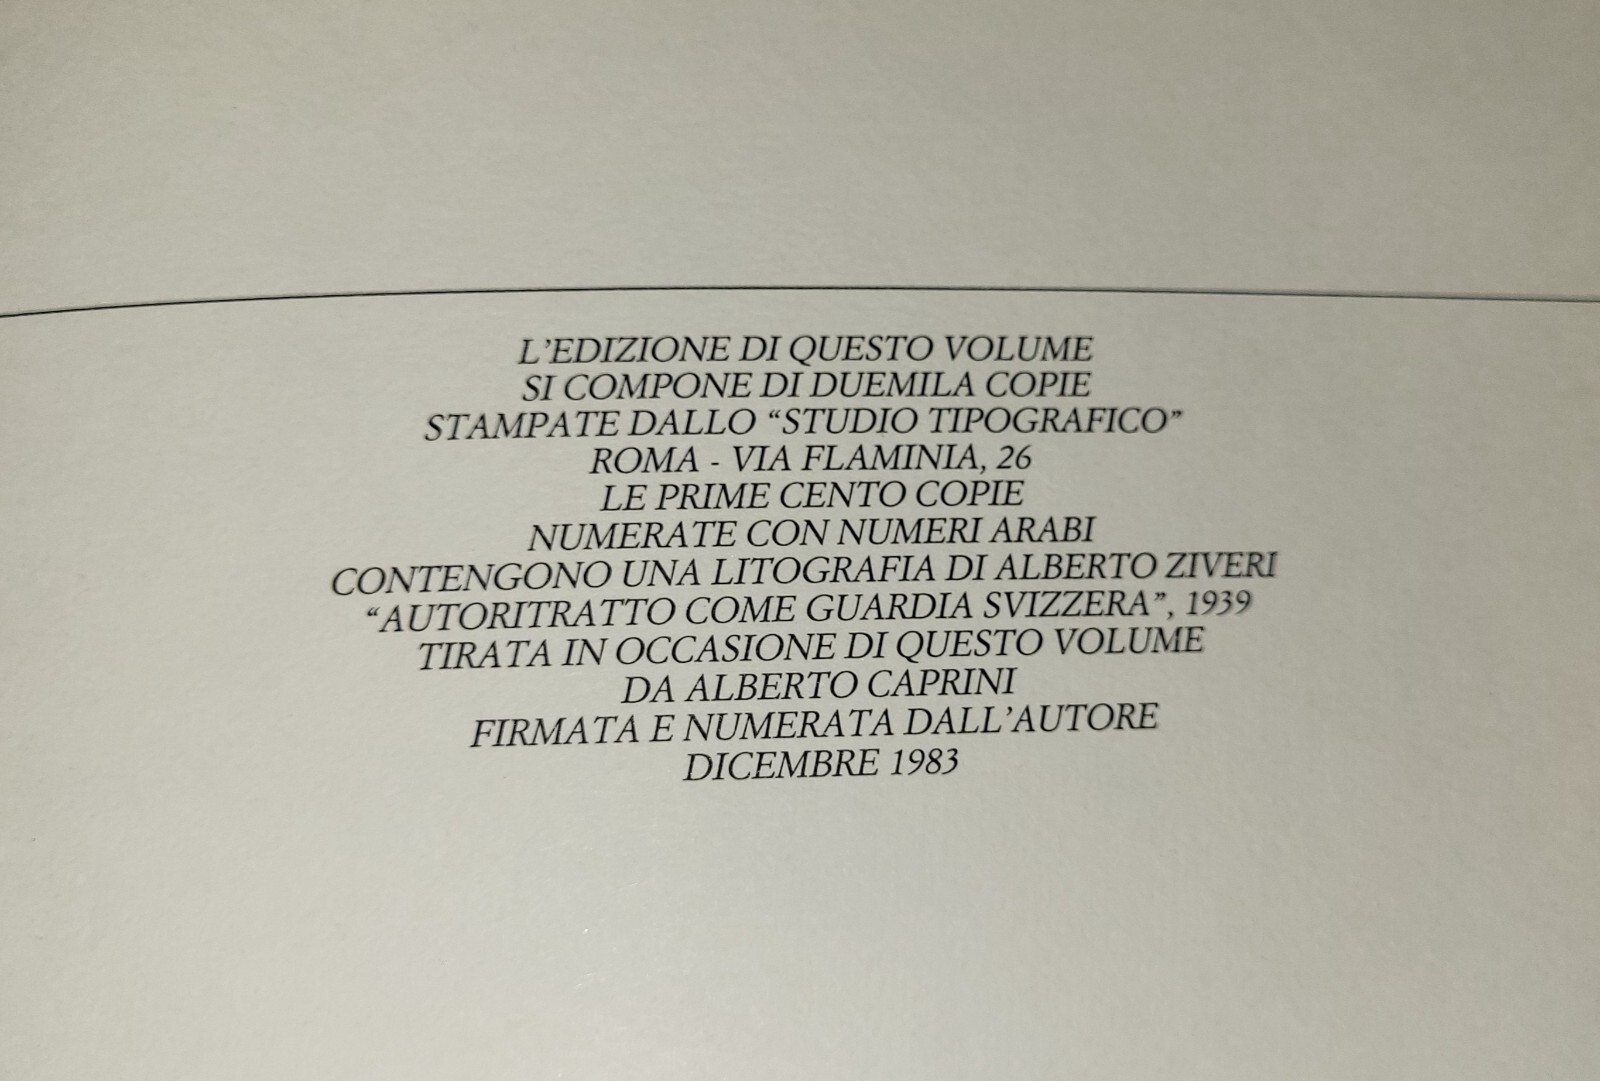 L'EDIZIONE DI QUESTO VOLUME
SI COMPONE DI DUEMILA COPIE
STAMPATE DALLO “STUDIO TIPOGRAFICO”
ROMA - VIA FLAMINIA, 26
LE PRIME CENTO COPIE
NUMERATE CON NUMERI ARABI
CONTENGONO UNA LITOGRAFIA DI ALBERTO ZIVERI
“AUTORITRATTO COME GUARDIA SVIZZERA”, 1939
TIRATA IN OCCASIONE DI QUESTO VOLUME
DA ALBERTO CAPRINI
FIRMATA E NUMERATA DALL'AUTORE
DICEMBRE 1983